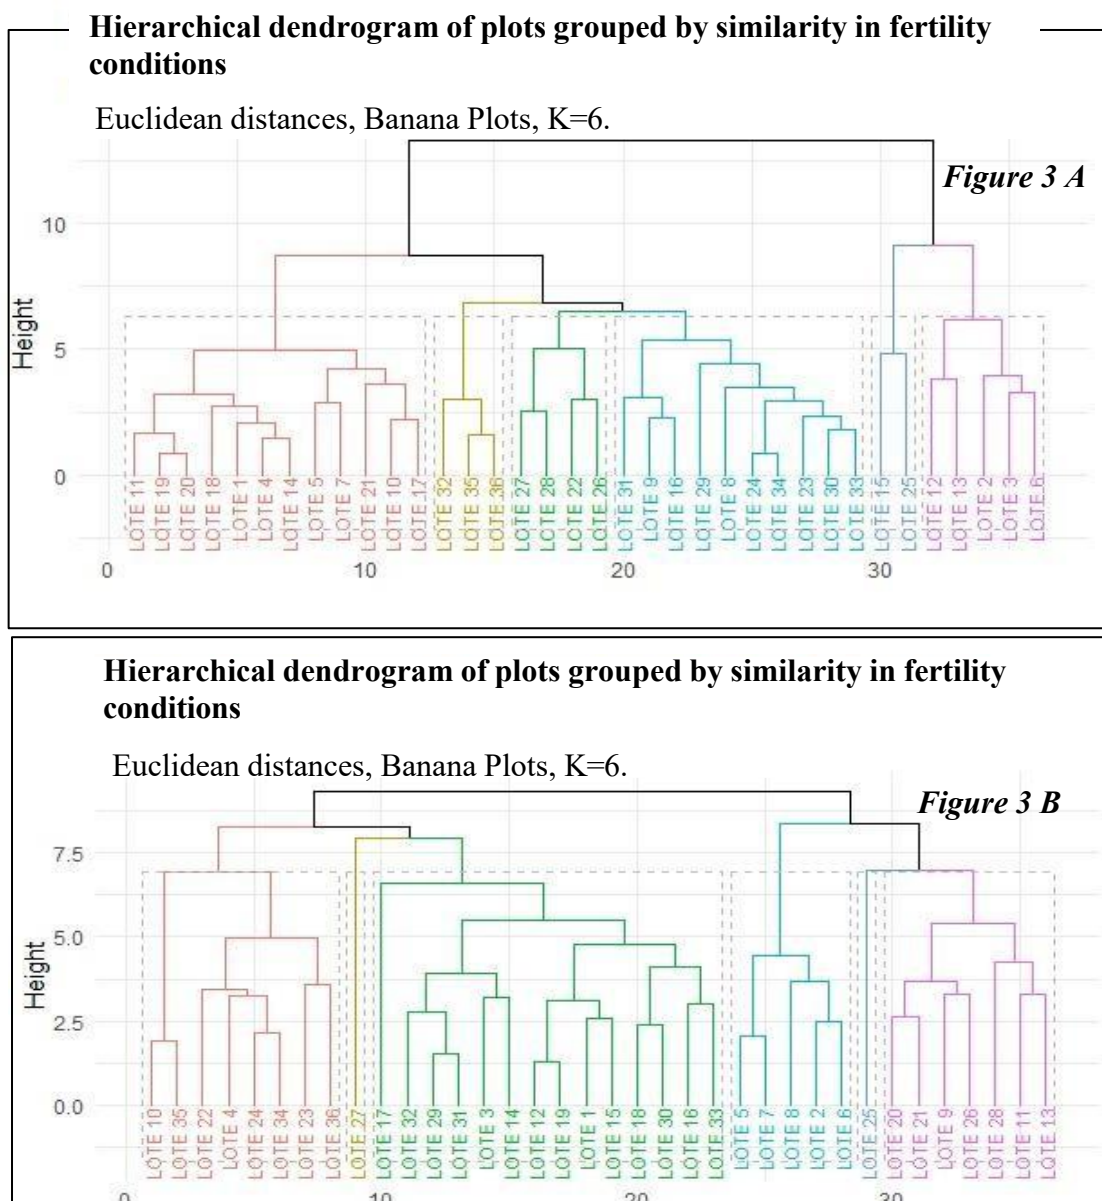 Hierarchical dendrogram of plots grouped by similarity in fertility
conditions
Euclidean distances, Banana Plots, K=6.
Figure 3 A
10
5
0
Height
LOTE 11
LOTE 19
LOTE 20
LOTE 18
LOTE 1
LOTE 4
LOTE 14
LOTE 5
LOTE 7
LOTE 21
LOTE 10
LOTE 17
LOTE 32
LOTE 35
LOTE 36
LOTE 27
LOTE 28
LOTE 22
LOTE 26
LOTE 31
LOTE 9
LOTE 16
LOTE 29
LOTE 8
LOTE 24
LOTE 34
LOTE 23
LOTE 30
LOTE 33
LOTE 15
LOTE 25
LOTE 12
LOTE 13
LOTE 2
LOTE 3
LOTE 6
0 10 20 30
Hierarchical dendrogram of plots grouped by similarity in fertility
conditions
Euclidean distances, Banana Plots, K=6.
Figure 3 B
7.5
5.0
2.5
0.0
Height
LOTE 10
LOTE 35
LOTE 22
LOTE 4
LOTE 24
LOTE 34
LOTE 23
LOTE 36
LOTE 27
LOTE 17
LOTE 32
LOTE 29
LOTE 31
LOTE 3
LOTE 14
LOTE 12
LOTE 19
LOTE 1
LOTE 15
LOTE 18
LOTE 30
LOTE 16
LOTE 33
LOTE 5
LOTE 7
LOTE 8
LOTE 2
LOTE 6
LOTE 25
LOTE 20
LOTE 21
LOTE 9
LOTE 26
LOTE 28
LOTE 11
LOTE 13
0 10 20 30